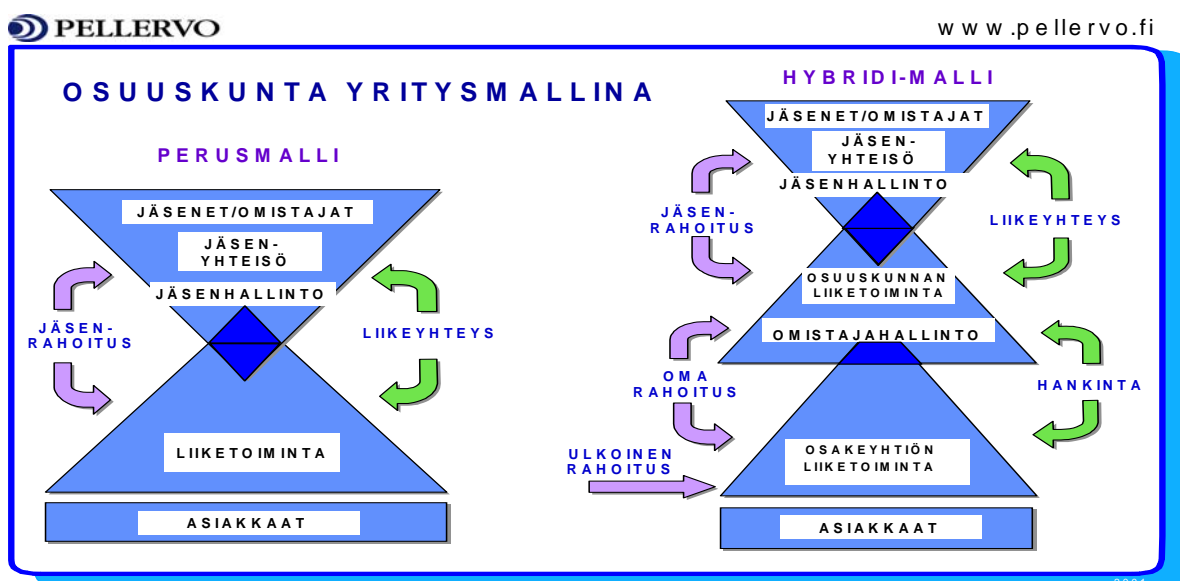 PELLERVO
www.pellervo.fi
OSUUSKUNTA YRITYSMALLINA
PERUSMALLI
JÄSENET/OMISTAJAT
JÄSEN-
YHTEISÖ
JÄSENHALLINTO
JÄSEN-
RAHOITUS
LIIKEYHTEYS
LIIKETOIMINTA
ASIAKKAAT
HYBRIDI-MALLI
JÄSENET/OMISTAJAT
JÄSEN-
YHTEISÖ
JÄSENHALLINTO
JÄSEN-
RAHOITUS
LIIKEYHTEYS
OSUUSKUNNAN
LIIKETOIMINTA
OMISTAJAHALLINTO
OMA
RAHOITUS
HANKINTA
ULKOINEN
RAHOITUS
OSAKEYHTIÖN
LIIKETOIMINTA
ASIAKKAAT